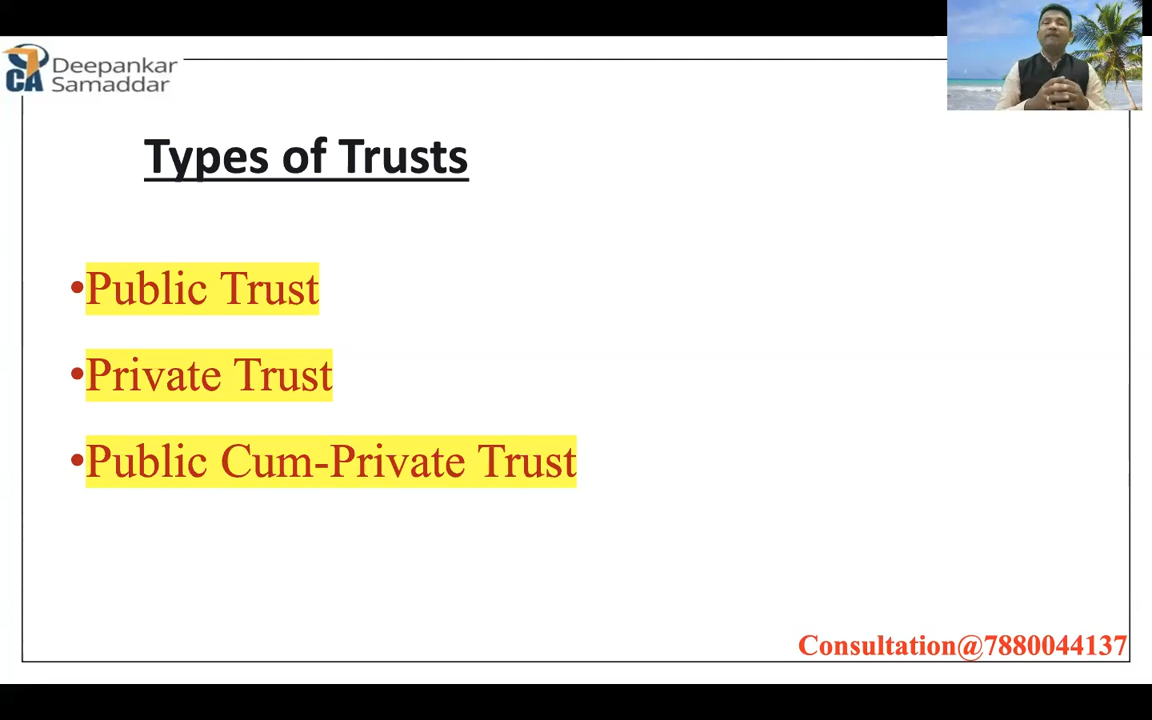 CA Deepankar
Samaddar
Types of Trusts
•Public Trust
•Private Trust
•Public Cum-Private Trust
Consultation@7880044137